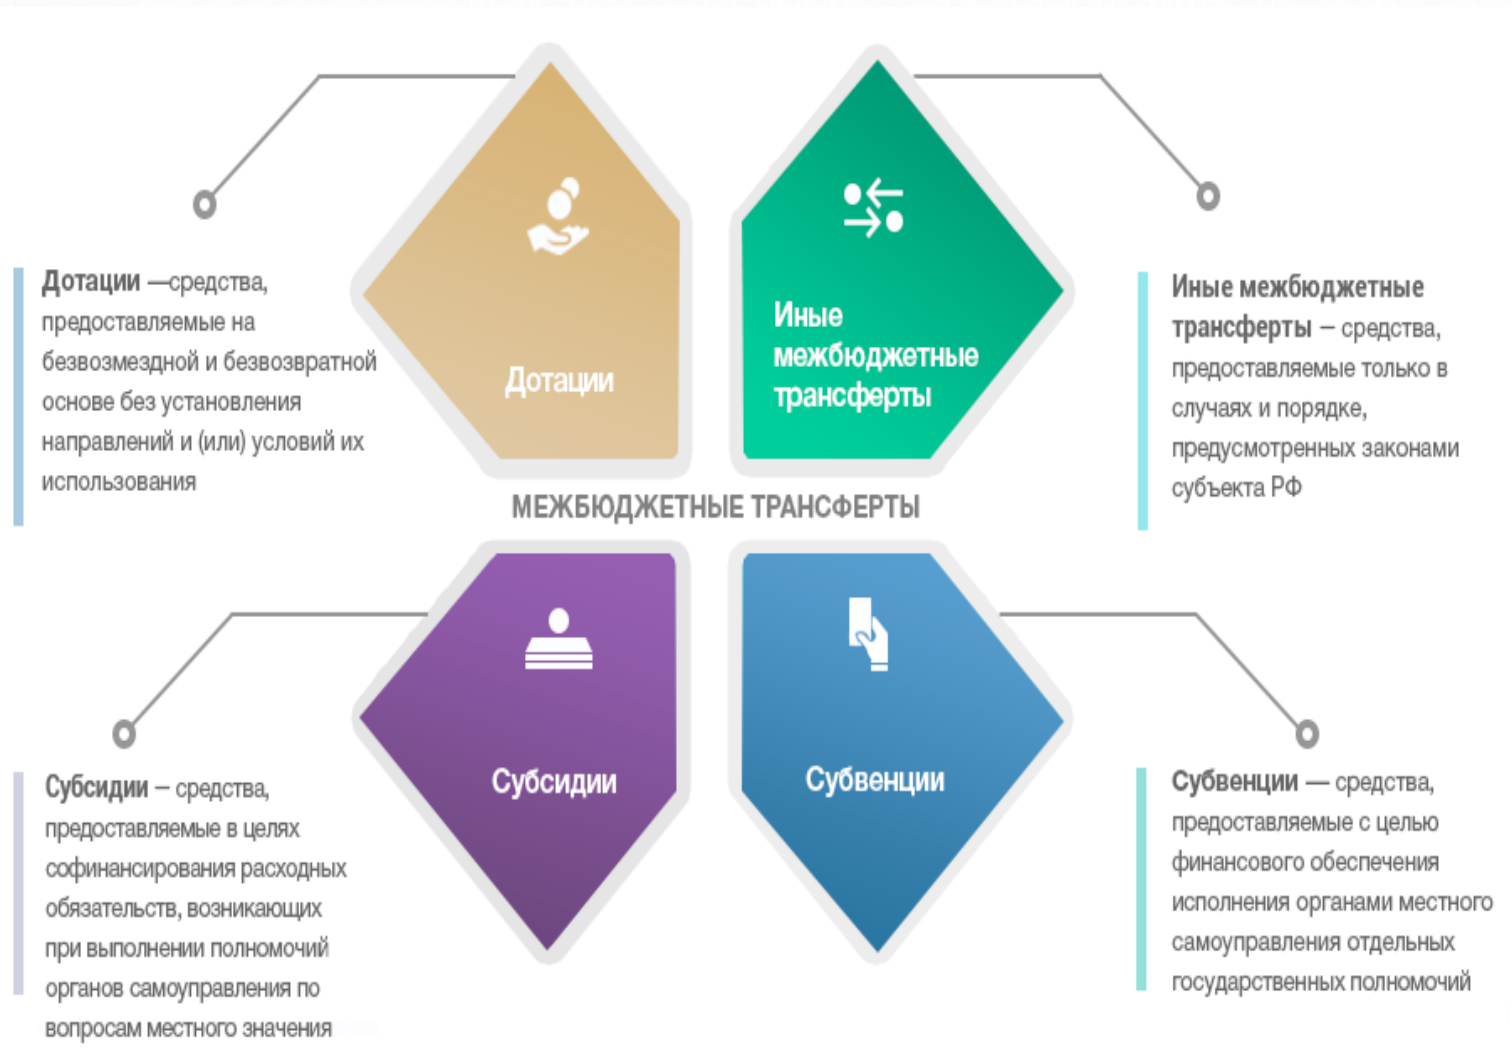 Дотации —средства,
предоставляемые на
безвозмездной и безвозвратной
основе без установления
направлений и (или) условий их
использования
Дотации
Иные
межбюджетные
трансферты
Иные межбюджетные
трансферты – средства,
предоставляемые только в
случаях и порядке,
предусмотренных законами
субъекта РФ
МЕЖБЮДЖЕТНЫЕ ТРАНСФЕРТЫ
Субсидии – средства,
предоставляемые в целях
софинансирования расходных
обязательств, возникающих
при выполнении полномочий
органов самоуправления по
вопросам местного значения
Субсидии
Субвенции
Субвенции — средства,
предоставляемые с целью
финансового обеспечения
исполнения органами местного
самоуправления отдельных
государственных полномочий